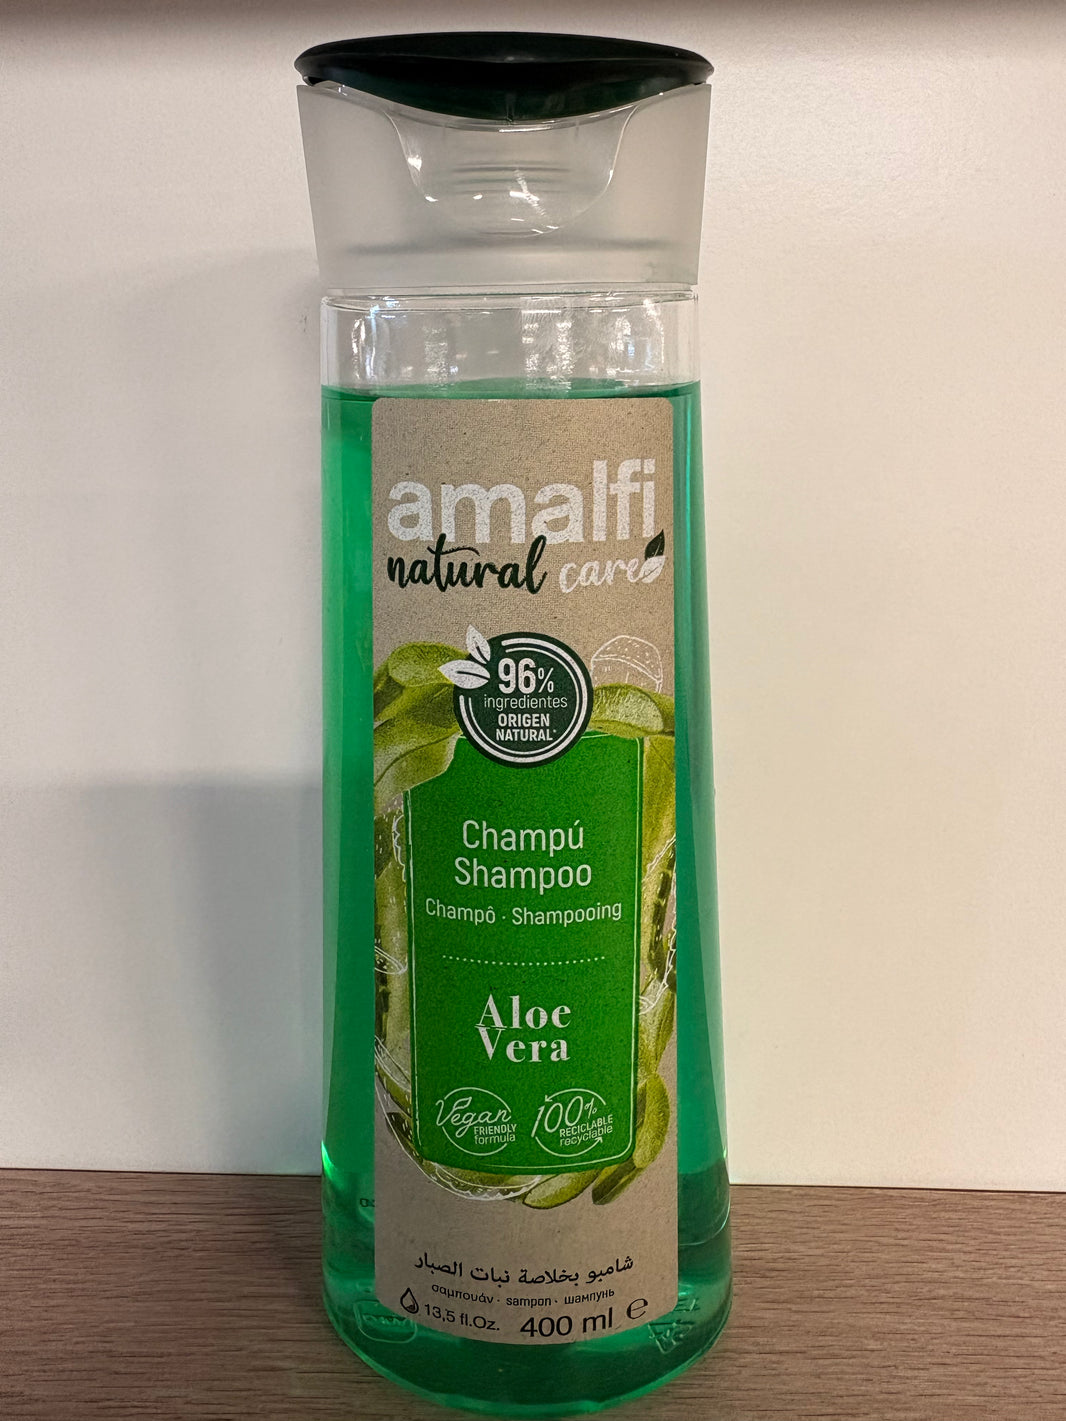 amalfi
natural care
96%
ingredientes
ORIGEN
NATURAL*
Champú
Shampoo
Champô · Shampooing
Aloe
Vera
Vegan
FRIENDLY
formula
100%
RECICLABLE
recyclable
شامبو بخلاصة نبات الصبار
σαμπουάν · sampon · шампунь
13,5 fl.Oz. 400 ml e